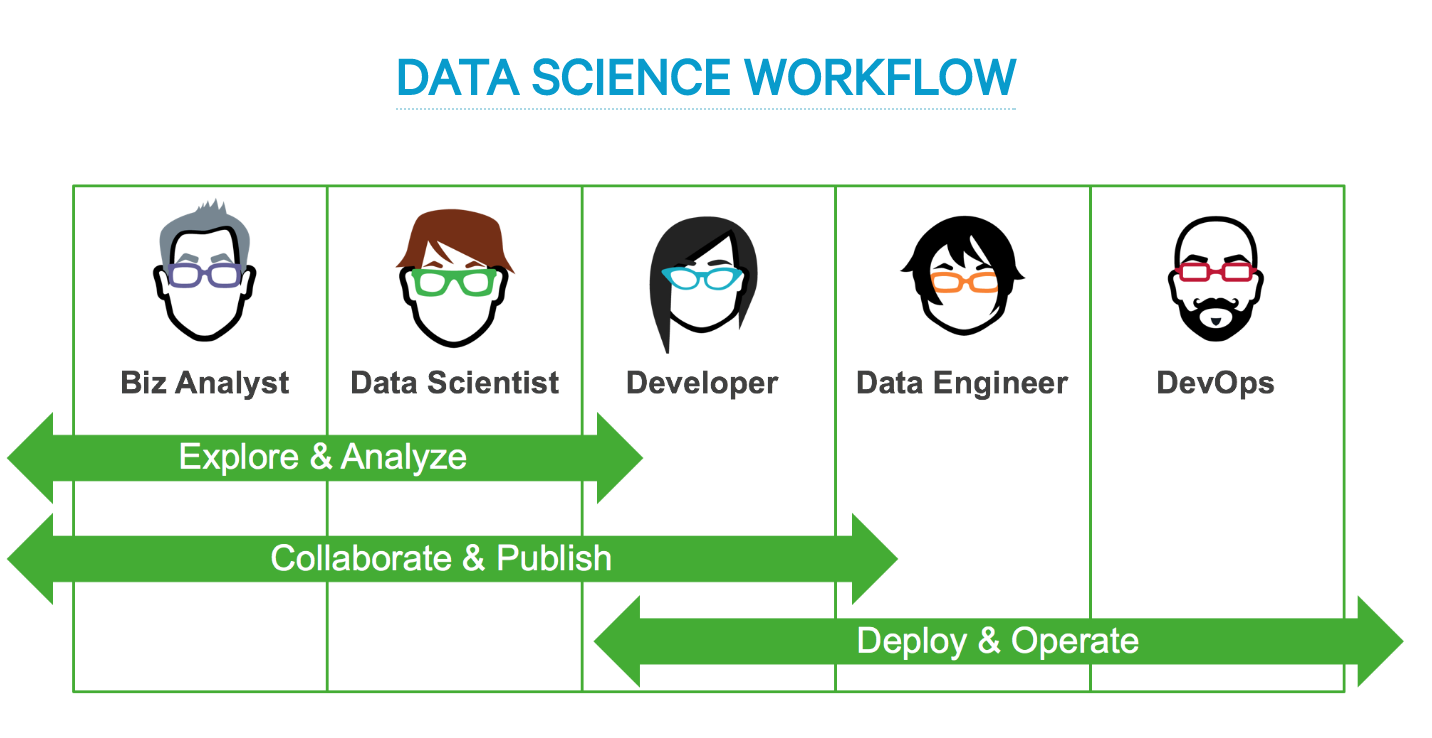 DATA SCIENCE WORKFLOW
Biz Analyst
Data Scientist
Developer
Data Engineer
DevOps
Explore & Analyze
Collaborate & Publish
Deploy & Operate